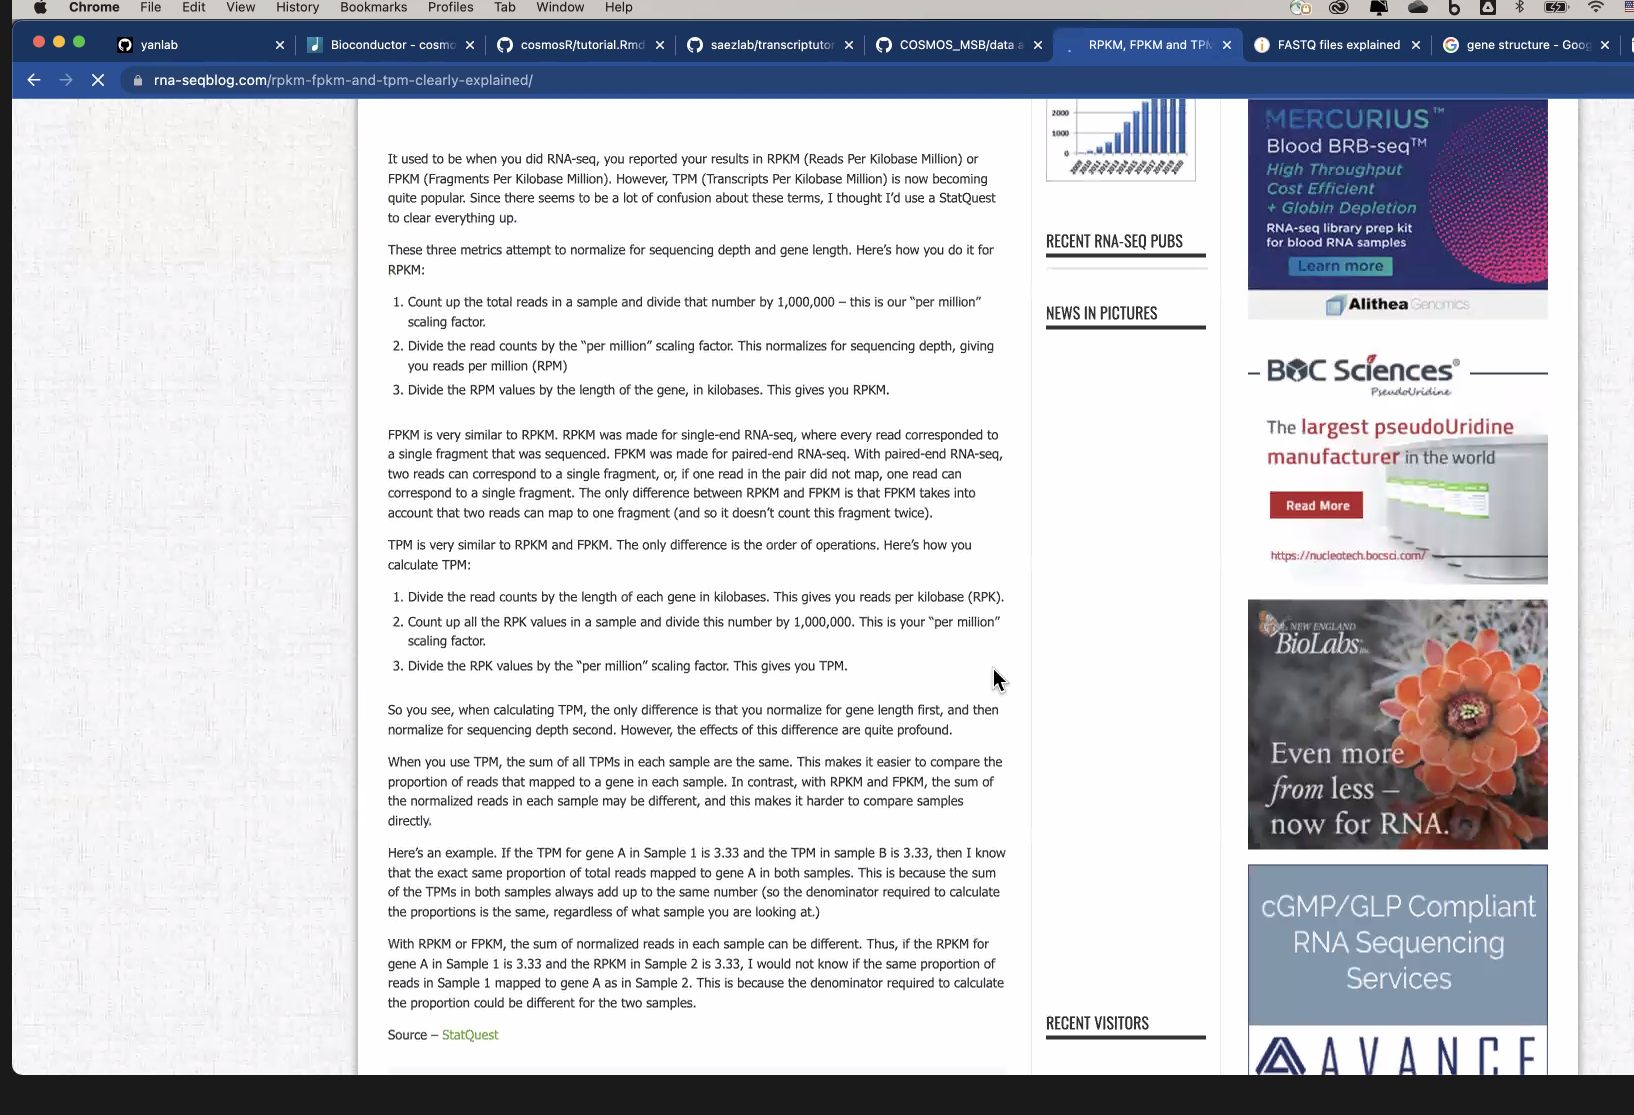 Chrome File Edit View History Bookmarks Profiles Tab Window Help
yanlab
Bioconductor - cosmo
cosmosR/tutorial.Rmd
saezlab/transcriptutor
COSMOS_MSB/data a
RPKM, FPKM and TPM
FASTQ files explained
gene structure - Goog
rna-seqblog.com/rpkm-fpkm-and-tpm-clearly-explained/
It used to be when you did RNA-seq, you reported your results in RPKM (Reads Per Kilobase Million) or
FPKM (Fragments Per Kilobase Million). However, TPM (Transcripts Per Kilobase Million) is now becoming
quite popular. Since there seems to be a lot of confusion about these terms, I thought I’d use a StatQuest
to clear everything up.
These three metrics attempt to normalize for sequencing depth and gene length. Here’s how you do it for
RPKM:
1. Count up the total reads in a sample and divide that number by 1,000,000 – this is our “per million”
scaling factor.
2. Divide the read counts by the “per million” scaling factor. This normalizes for sequencing depth, giving
you reads per million (RPM)
3. Divide the RPM values by the length of the gene, in kilobases. This gives you RPKM.
FPKM is very similar to RPKM. RPKM was made for single-end RNA-seq, where every read corresponded to
a single fragment that was sequenced. FPKM was made for paired-end RNA-seq. With paired-end RNA-seq,
two reads can correspond to a single fragment, or, if one read in the pair did not map, one read can
correspond to a single fragment. The only difference between RPKM and FPKM is that FPKM takes into
account that two reads can map to one fragment (and so it doesn’t count this fragment twice).
TPM is very similar to RPKM and FPKM. The only difference is the order of operations. Here’s how you
calculate TPM:
1. Divide the read counts by the length of each gene in kilobases. This gives you reads per kilobase (RPK).
2. Count up all the RPK values in a sample and divide this number by 1,000,000. This is your “per million”
scaling factor.
3. Divide the RPK values by the “per million” scaling factor. This gives you TPM.
So you see, when calculating TPM, the only difference is that you normalize for gene length first, and then
normalize for sequencing depth second. However, the effects of this difference are quite profound.
When you use TPM, the sum of all TPMs in each sample are the same. This makes it easier to compare the
proportion of reads that mapped to a gene in each sample. In contrast, with RPKM and FPKM, the sum of
the normalized reads in each sample may be different, and this makes it harder to compare samples
directly.
Here’s an example. If the TPM for gene A in Sample 1 is 3.33 and the TPM in sample B is 3.33, then I know
that the exact same proportion of total reads mapped to gene A in both samples. This is because the sum
of the TPMs in both samples always add up to the same number (so the denominator required to calculate
the proportions is the same, regardless of what sample you are looking at.)
With RPKM or FPKM, the sum of normalized reads in each sample can be different. Thus, if the RPKM for
gene A in Sample 1 is 3.33 and the RPKM in Sample 2 is 3.33, I would not know if the same proportion of
reads in Sample 1 mapped to gene A as in Sample 2. This is because the denominator required to calculate
the proportion could be different for the two samples.
Source – StatQuest
2000
1000
0
2009 2010 2011 2012 2013 2014 2015 2016 2017 2018 2019 2020
RECENT RNA-SEQ PUBS
NEWS IN PICTURES
RECENT VISITORS
MERCURIUS™
Blood BRB-seq™
High Throughput
Cost Efficient
+ Globin Depletion
RNA-seq library prep kit
for blood RNA samples
Learn more
Alithea Genomics
BOC Sciences®
PseudoUridine
The largest pseudoUridine
manufacturer in the world
Read More
https://nucleotech.bocsci.com/
NEW ENGLAND
BioLabs Inc.
Even more
from less –
now for RNA.
cGMP/GLP Compliant
RNA Sequencing
Services
AVANCE